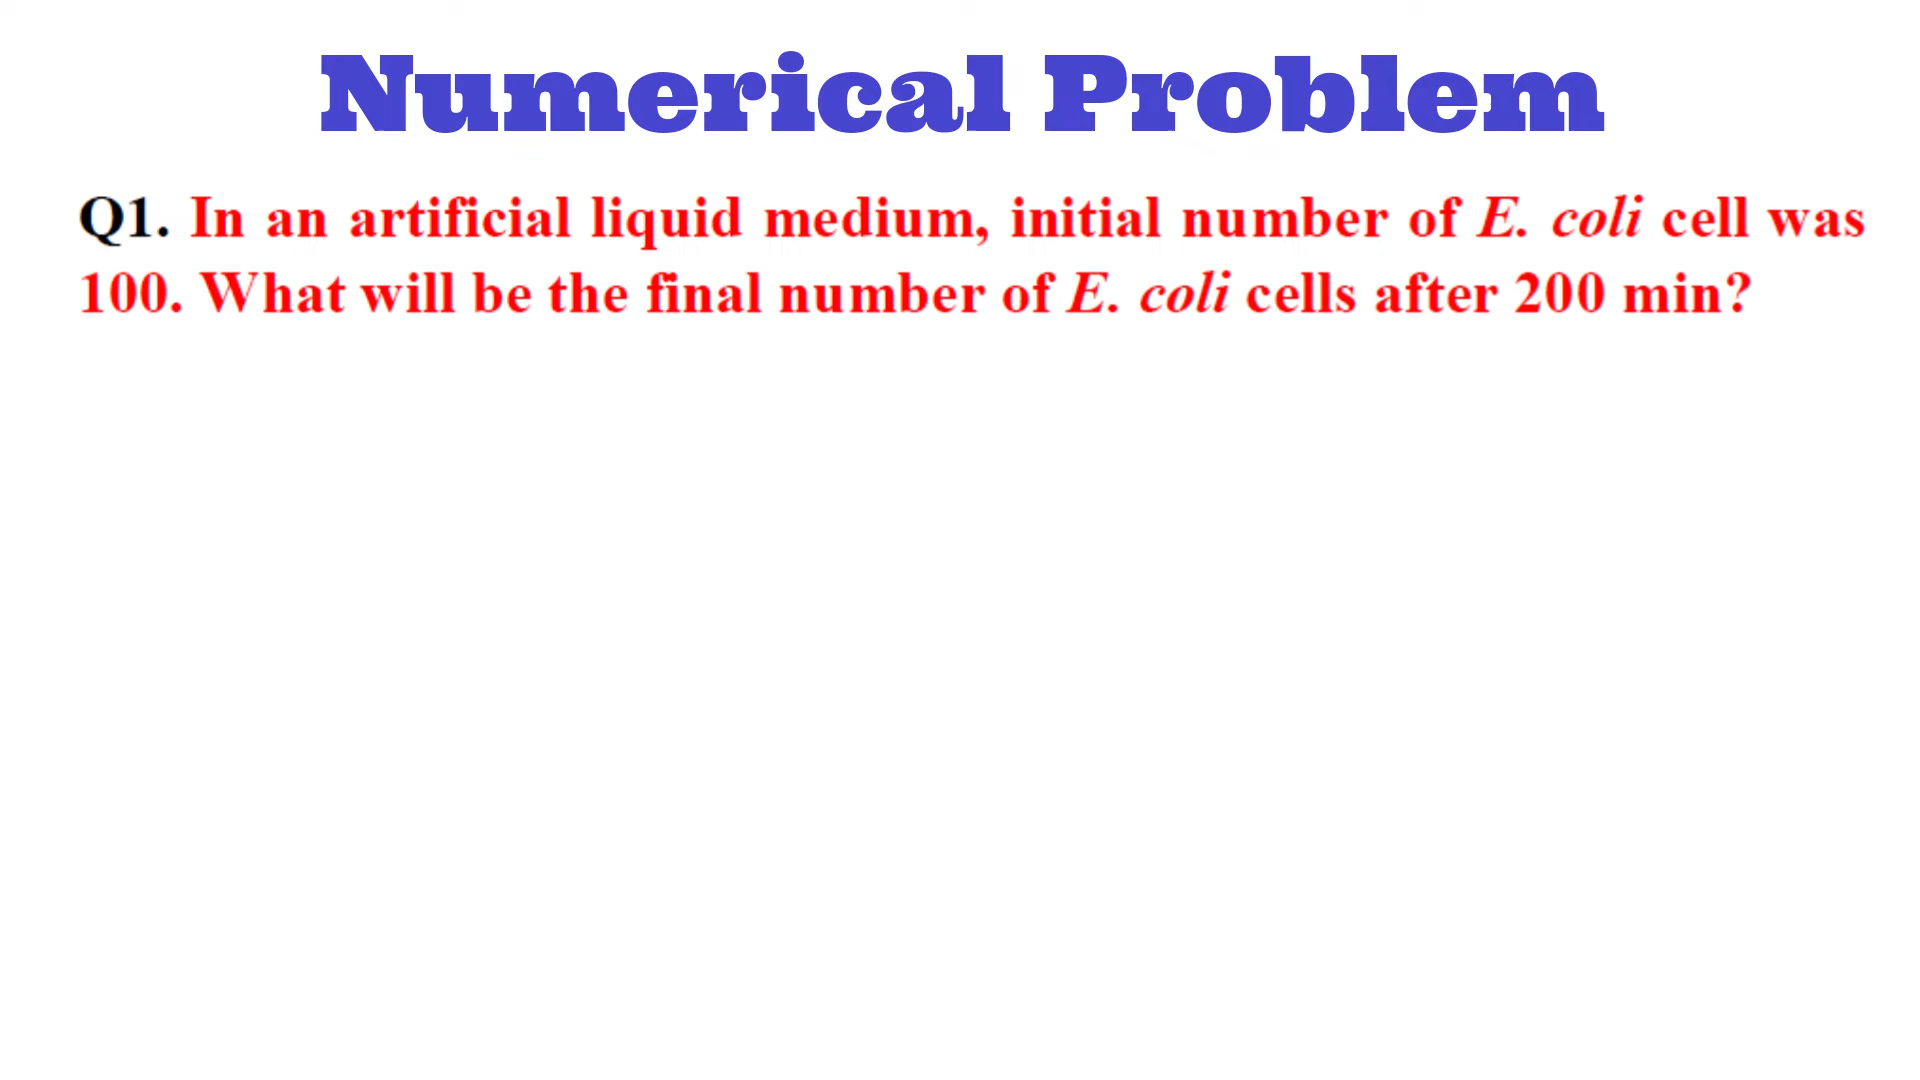 Numerical Problem
Q1. In an artificial liquid medium, initial number of E. coli cell was
100. What will be the final number of E. coli cells after 200 min?